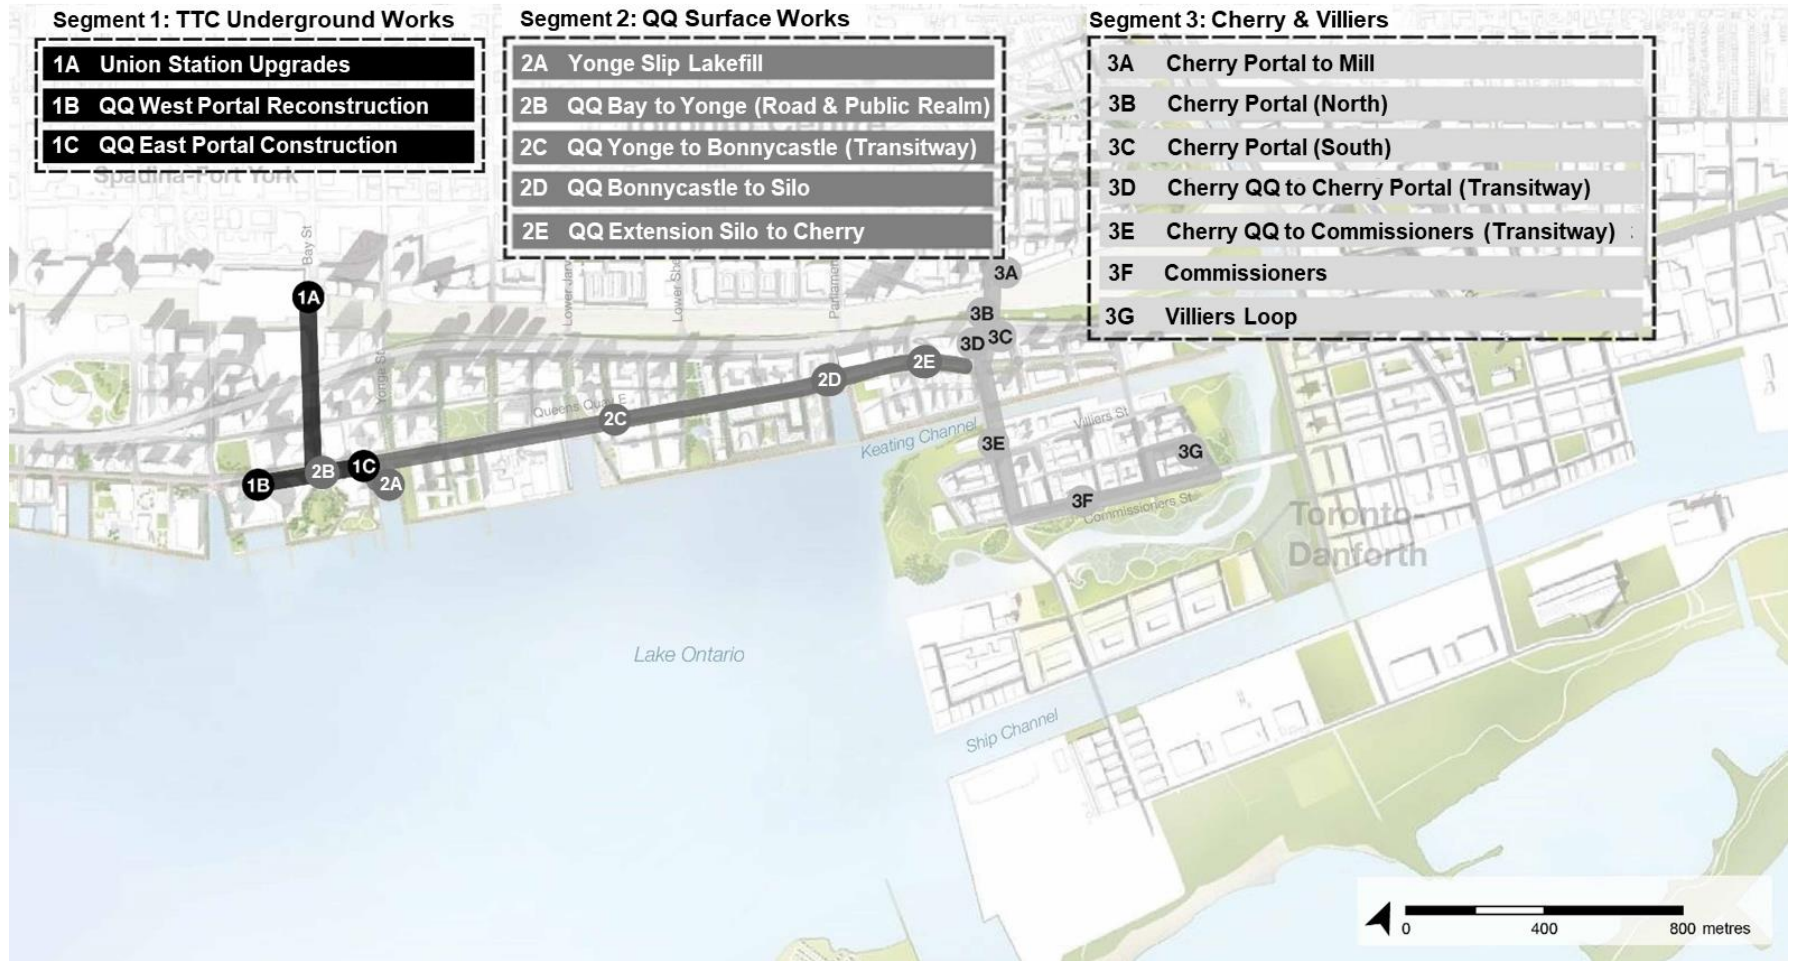 Segment 1: TTC Underground Works
1A Union Station Upgrades
1B QQ West Portal Reconstruction
1C QQ East Portal Construction
Segment 2: QQ Surface Works
2A Yonge Slip Lakefill
2B QQ Bay to Yonge (Road & Public Realm)
2C QQ Yonge to Bonnycastle (Transitway)
2D QQ Bonnycastle to Silo
2E QQ Extension Silo to Cherry
Segment 3: Cherry & Villiers
3A Cherry Portal to Mill
3B Cherry Portal (North)
3C Cherry Portal (South)
3D Cherry QQ to Cherry Portal (Transitway)
3E Cherry QQ to Commissioners (Transitway)
3F Commissioners
3G Villiers Loop
Toronto Centre
Spadina-Fort York
Bay St
Yonge St
Lower Jarv
Lower She
Parliamen
1A
3A
3B
3C
3D
2E
2D
2C
Queens Quay E
Keating Channel
Villiers St
3E
3G
1C
2B
1B
2A
3F
Commissioners St
Toronto-
Danforth
Lake Ontario
Ship Channel
0 400 800 metres